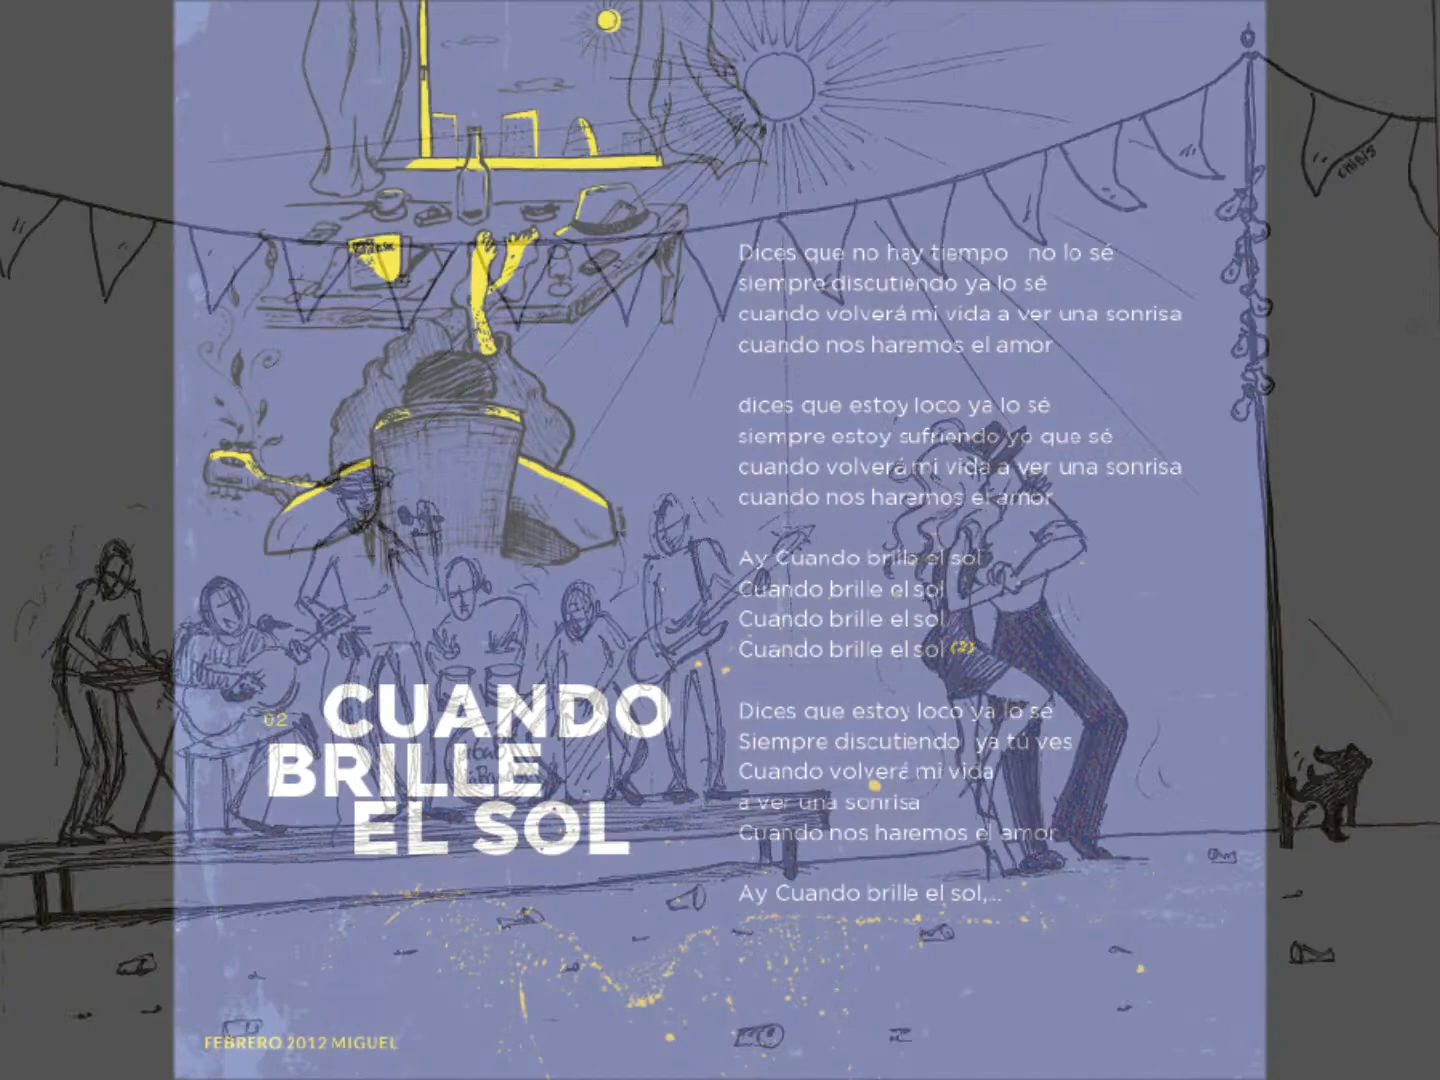 Dices que no hay tiempo no lo sé
siempre discutiendo ya lo sé
cuando volverá mi vida a ver una sonrisa
cuando nos haremos el amor
dices que estoy loco ya lo sé
siempre estoy sufriendo yo que sé
cuando volverá mi vida a ver una sonrisa
cuando nos haremos el amor
Ay Cuando brille el sol
Cuando brille el sol
Cuando brille el sol
Cuando brille el sol (2)
Dices que estoy loco ya lo sé
Siempre discutiendo ya tú ves
Cuando volverá mi vida
a ver una sonrisa
Cuando nos haremos el amor
Ay Cuando brille el sol,...
02 CUANDO
BRILLE
EL SOL
FEBRERO 2012 MIGUEL